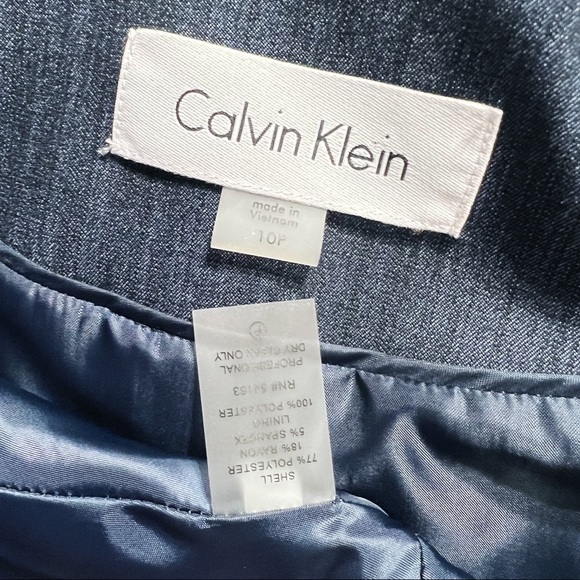 Calvin Klein
made in
Vietnam
10P
SHELL
77% POLYESTER
18% RAYON
5% SPANDEX
LINING
100% POLYESTER
RN#
PROFESSIONAL
DRY CLEAN ONLY
P